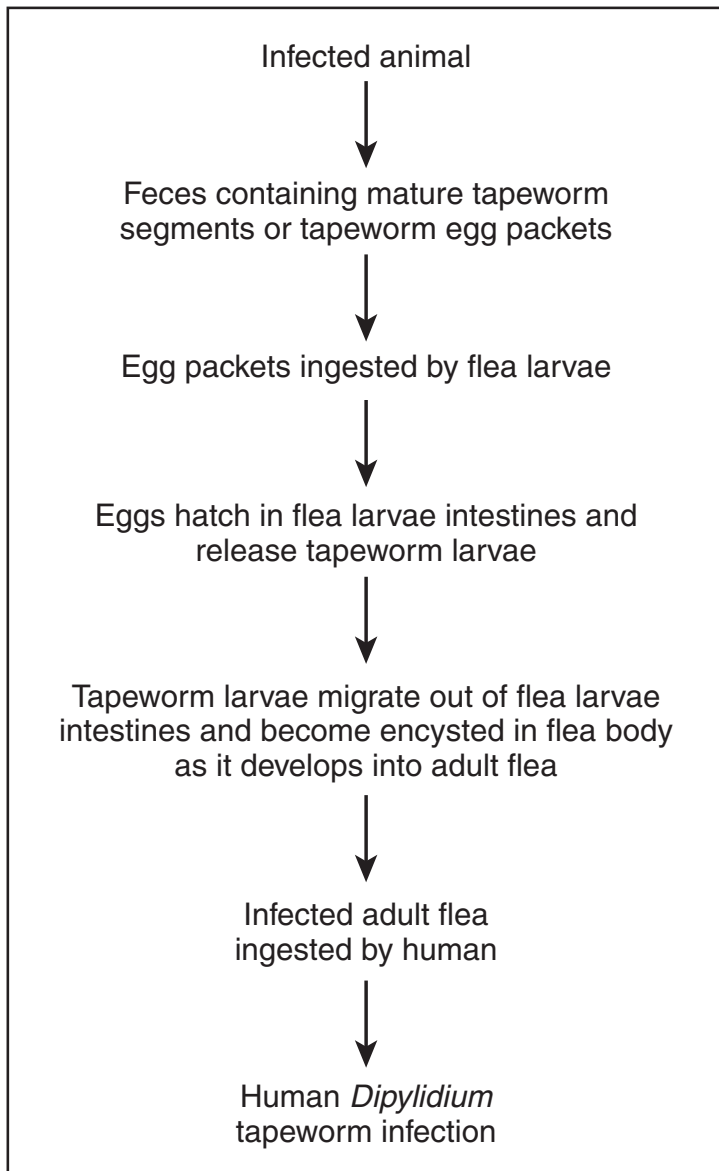 Infected animal
Feces containing mature tapeworm
segments or tapeworm egg packets
Egg packets ingested by flea larvae
Eggs hatch in flea larvae intestines and
release tapeworm larvae
Tapeworm larvae migrate out of flea larvae
intestines and become encysted in flea body
as it develops into adult flea
Infected adult flea
ingested by human
Human Dipylidium
tapeworm infection